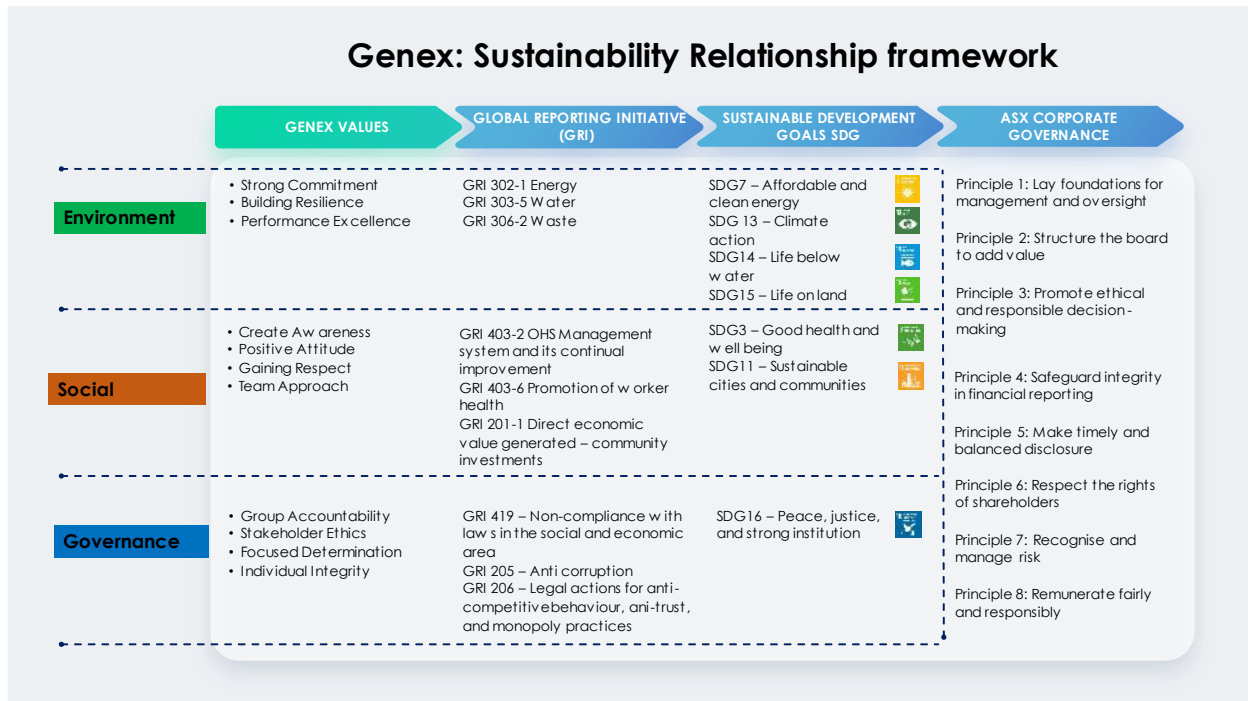 Genex: Sustainability Relationship framework
GENEX VALUES
GLOBAL REPORTING INITIATIVE
(GRI)
SUSTAINABLE DEVELOPMENT
GOALS SDG
ASX CORPORATE
GOVERNANCE
Environment
• Strong Commitment
• Building Resilience
• Performance Excellence
GRI 302-1 Energy
GRI 303-5 Water
GRI 306-2 Waste
SDG7 – Affordable and
clean energy
SDG 13 – Climate
action
SDG14 – Life below
water
SDG15 – Life on land
Social
• Create Awareness
• Positive Attitude
• Gaining Respect
• Team Approach
GRI 403-2 OHS Management
system and its continual
improvement
GRI 403-6 Promotion of worker
health
GRI 201-1 Direct economic
value generated – community
investments
SDG3 – Good health and
well being
SDG11 – Sustainable
cities and communities
Governance
• Group Accountability
• Stakeholder Ethics
• Focused Determination
• Individual Integrity
GRI 419 – Non-compliance with
laws in the social and economic
area
GRI 205 – Anti corruption
GRI 206 – Legal actions for anti-
competitive behaviour, ani-trust,
and monopoly practices
SDG16 – Peace, justice,
and strong institution
Principle 1: Lay foundations for
management and oversight
Principle 2: Structure the board
to add value
Principle 3: Promote ethical
and responsible decision-
making
Principle 4: Safeguard integrity
in financial reporting
Principle 5: Make timely and
balanced disclosure
Principle 6: Respect the rights
of shareholders
Principle 7: Recognise and
manage risk
Principle 8: Remunerate fairly
and responsibly